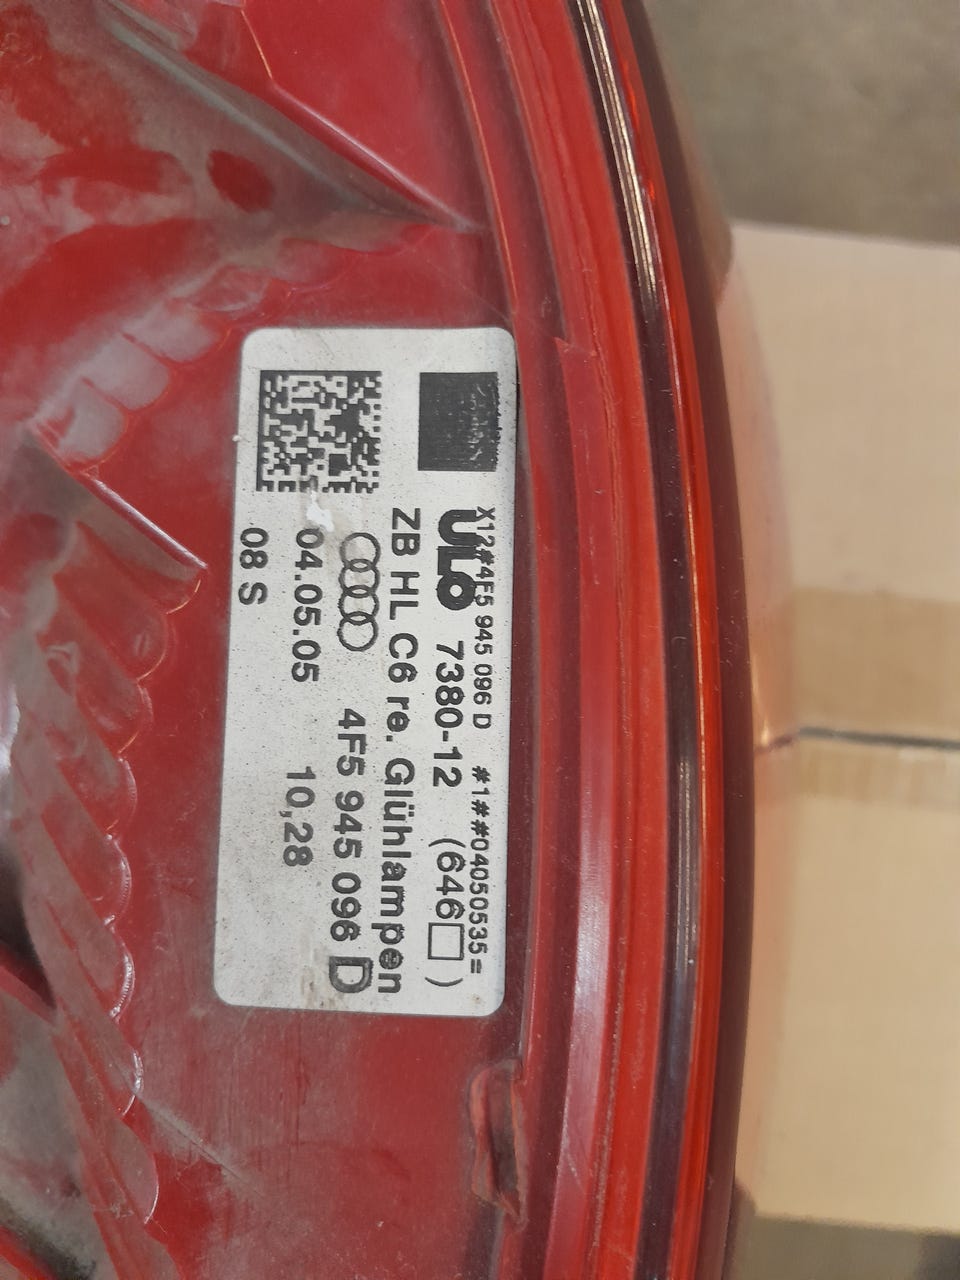 X12#4F5 945 096 D #1##04050535=
ULO 7380-12 (646□)
ZB HL C6 re. Glühlampen
4F5 945 096 D
04.05.05 10,28
08 S